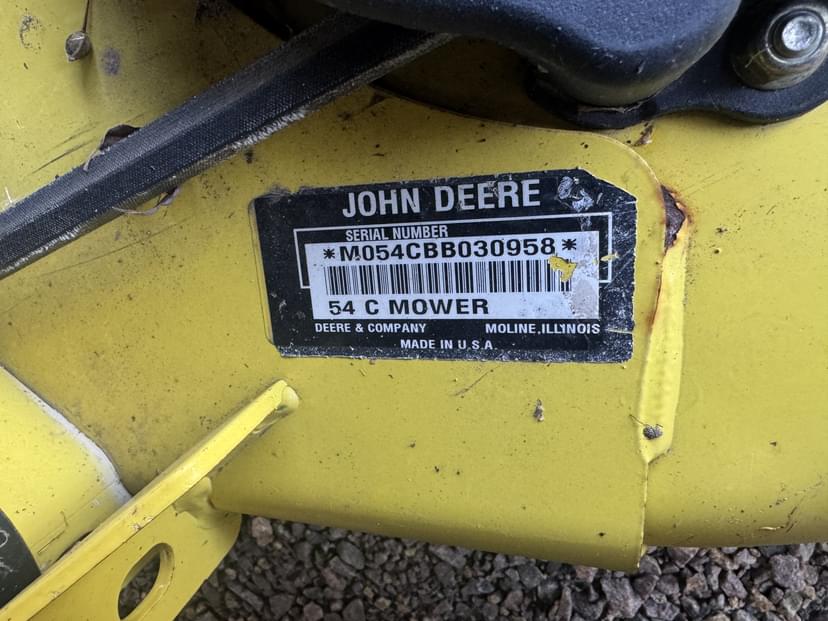 JOHN DEERE
SERIAL NUMBER
*M054CBB030958*
54 C MOWER
DEERE & COMPANY MOLINE, ILLINOIS
MADE IN U.S.A.